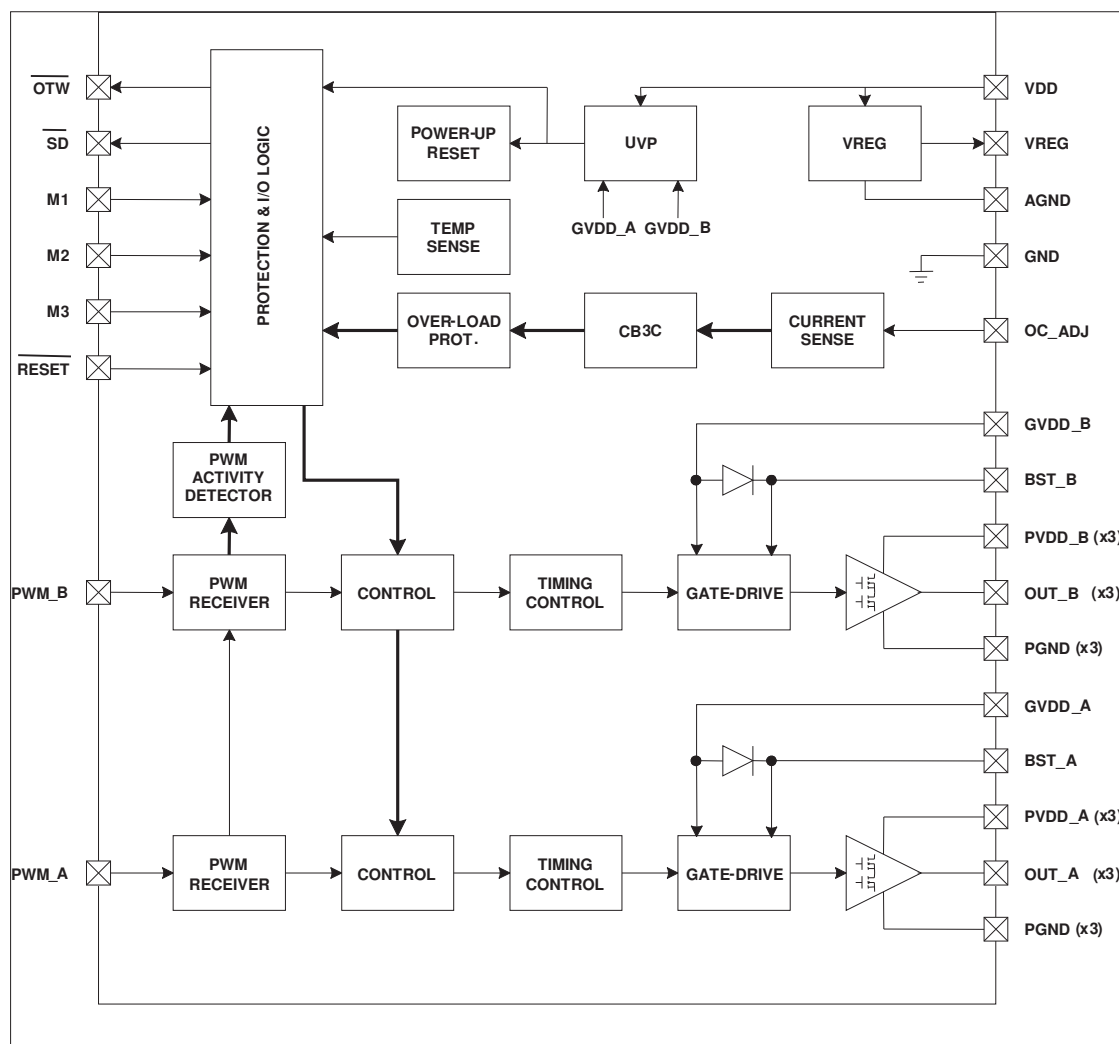 OTW
SD
M1
M2
M3
RESET
PWM_B
PWM_A
PROTECTION & I/O LOGIC
POWER-UP
RESET
UVP
VREG
GVDD_A
GVDD_B
TEMP
SENSE
OVER-LOAD
PROT.
CB3C
CURRENT
SENSE
PWM
ACTIVITY
DETECTOR
PWM
RECEIVER
CONTROL
TIMING
CONTROL
GATE-DRIVE
PWM
RECEIVER
CONTROL
TIMING
CONTROL
GATE-DRIVE
VDD
VREG
AGND
GND
OC_ADJ
GVDD_B
BST_B
PVDD_B (x3)
OUT_B (x3)
PGND (x3)
GVDD_A
BST_A
PVDD_A (x3)
OUT_A (x3)
PGND (x3)